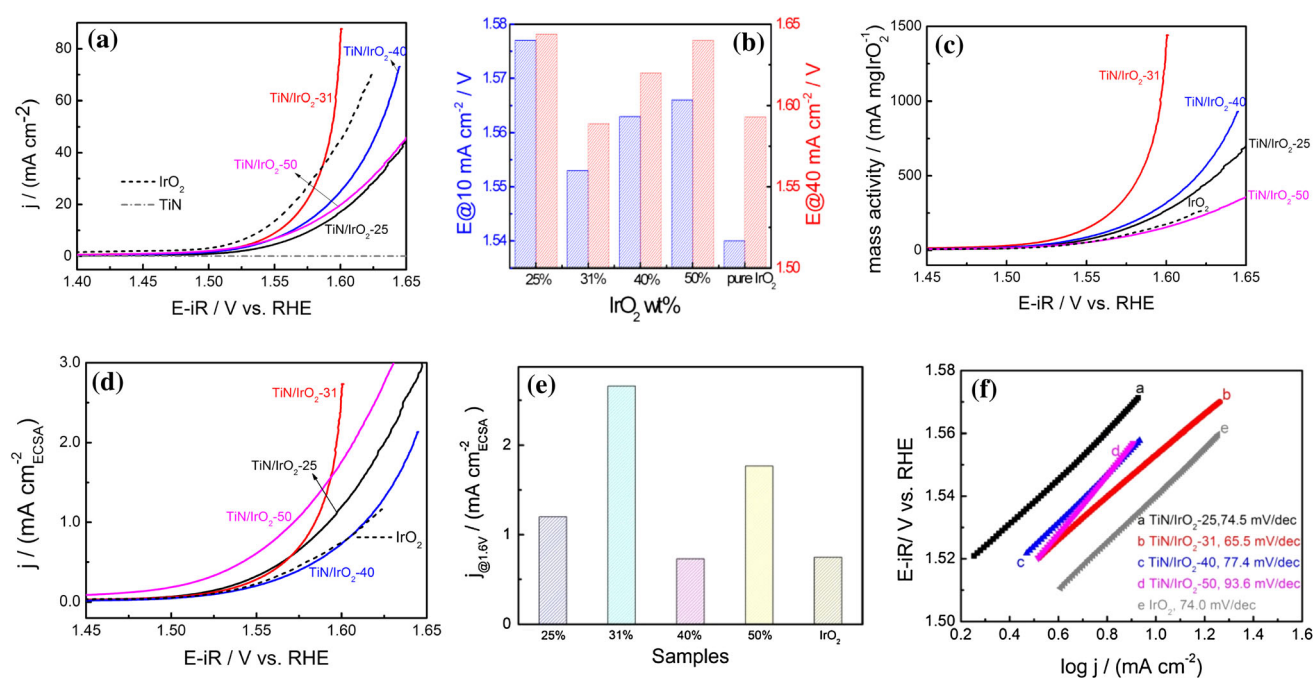 (a)
j / (mA cm-2)
80
60
40
20
0
TiN/IrO2-40
TiN/IrO2-31
TiN/IrO2-50
TiN/IrO2-25
IrO2
TiN
1.40 1.45 1.50 1.55 1.60 1.65
E-iR / V vs. RHE
(b)
E@10 mA cm-2 / V
1.58
1.57
1.56
1.55
1.54
E@40 mA cm-2 / V
1.65
1.60
1.55
1.50
25% 31% 40% 50% pure IrO2
IrO2 wt%
(c)
mass activity / (mA mgIrO2-1)
1500
1250
1000
750
500
250
0
TiN/IrO2-31
TiN/IrO2-40
TiN/IrO2-25
IrO2
TiN/IrO2-50
1.45 1.50 1.55 1.60 1.65
E-iR / V vs. RHE
(d)
j / (mA cm-2ECSA)
3.0
2.0
1.0
0.0
TiN/IrO2-31
TiN/IrO2-25
TiN/IrO2-50
IrO2
TiN/IrO2-40
1.45 1.50 1.55 1.60 1.65
E-iR / V vs. RHE
(e)
j@1.6V / (mA cm-2ECSA)
2
1
0
25% 31% 40% 50% IrO2
Samples
(f)
E-iR/ V vs. RHE
1.58
1.56
1.54
1.52
1.50
a
b
e
d
c
a TiN/IrO2-25,74.5 mV/dec
b TiN/IrO2-31, 65.5 mV/dec
c TiN/IrO2-40, 77.4 mV/dec
d TiN/IrO2-50, 93.6 mV/dec
e IrO2, 74.0 mV/dec
0.2 0.4 0.6 0.8 1.0 1.2 1.4 1.6
log j / (mA cm-2)